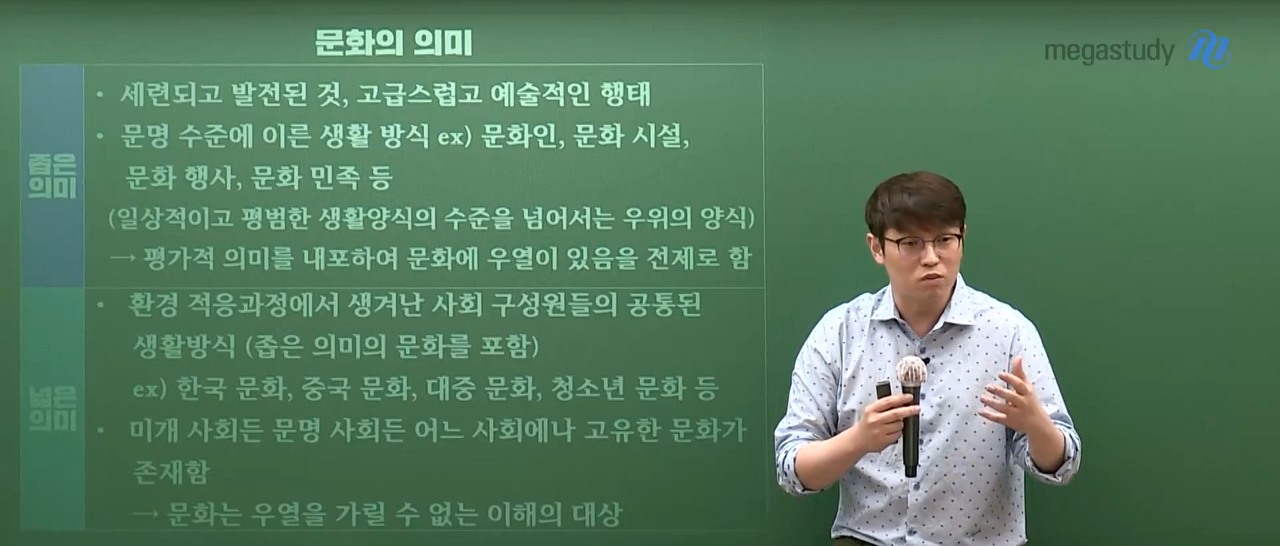 문화의 의미
megastudy
좁은
의미
• 세련되고 발전된 것, 고급스럽고 예술적인 행태
• 문명 수준에 이른 생활 방식 ex) 문화인, 문화 시설,
문화 행사, 문화 민족 등
(일상적이고 평범한 생활양식의 수준을 넘어서는 우위의 양식)
→ 평가적 의미를 내포하여 문화에 우열이 있음을 전제로 함
넓은
의미
• 환경 적응과정에서 생겨난 사회 구성원들의 공통된
생활방식 (좁은 의미의 문화를 포함)
ex) 한국 문화, 중국 문화, 대중 문화, 청소년 문화 등
• 미개 사회든 문명 사회든 어느 사회에나 고유한 문화가
존재함
→ 문화는 우열을 가릴 수 없는 이해의 대상